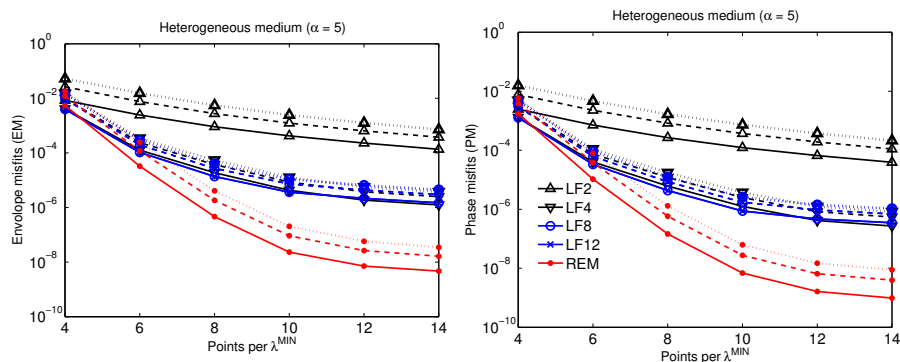 Heterogeneous medium (α = 5)
10^0
10^-2
10^-4
10^-6
10^-8
10^-10
Envolope misfits (EM)
4 6 8 10 12 14
Points per λ^MIN
Heterogeneous medium (α = 5)
10^0
10^-2
10^-4
10^-6
10^-8
10^-10
Phase misfits (PM)
LF2
LF4
LF8
LF12
REM
4 6 8 10 12 14
Points per λ^MIN